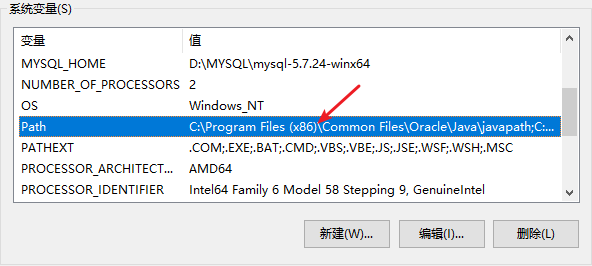 系统变量(S)
变量 值
MYSQL_HOME D:\MYSQL\mysql-5.7.24-winx64
NUMBER_OF_PROCESSORS 2
OS Windows_NT
Path C:\Program Files (x86)\Common Files\Oracle\Java\javapath;C:...
PATHEXT .COM;.EXE;.BAT;.CMD;.VBS;.VBE;.JS;.JSE;.WSF;.WSH;.MSC
PROCESSOR_ARCHITECT... AMD64
PROCESSOR_IDENTIFIER Intel64 Family 6 Model 58 Stepping 9, GenuineIntel
新建(W)... 编辑(I)... 删除(L)